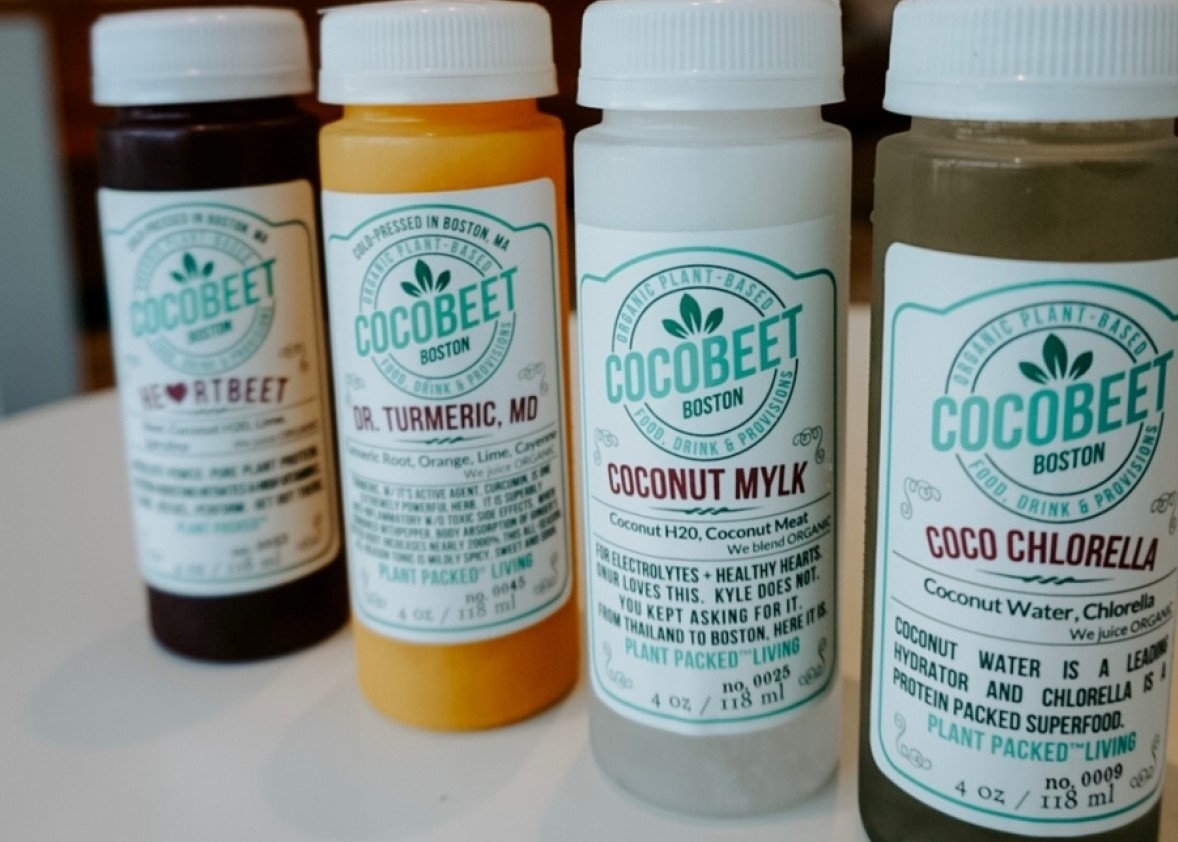 COLD-PRESSED IN BOSTON, MA
COCOBEET
BOSTON
HE♥RTBEET
PLANT PACKED™
4 oz / 118 ml
COLD-PRESSED IN BOSTON, MA
ORGANIC PLANT-BASED
COCOBEET
BOSTON
FOOD, DRINK & PROVISIONS
DR. TURMERIC, MD
Root, Orange, Lime, Cayenne
We juice ORGANIC
PLANT PACKED™ LIVING
no. 0045
4 oz / 118 ml
ORGANIC PLANT-BASED
COCOBEET
BOSTON
FOOD, DRINK & PROVISIONS
COCONUT MYLK
Coconut H20, Coconut Meat
We blend ORGANIC
FOR ELECTROLYTES + HEALTHY HEARTS.
ONUR LOVES THIS. KYLE DOES NOT.
YOU KEPT ASKING FOR IT.
FROM THAILAND TO BOSTON, HERE IT IS.
PLANT PACKED™LIVING
no. 0025
4 oz / 118 ml
ORGANIC PLANT-BASED
COCOBEET
BOSTON
FOOD, DRINK & PROVISIONS
COCO CHLORELLA
Coconut Water, Chlorella
We juice ORGANIC
COCONUT WATER IS A LEADING
HYDRATOR AND CHLORELLA IS A
PROTEIN PACKED SUPERFOOD.
PLANT PACKED™LIVING
no. 0009
4 oz / 118 ml